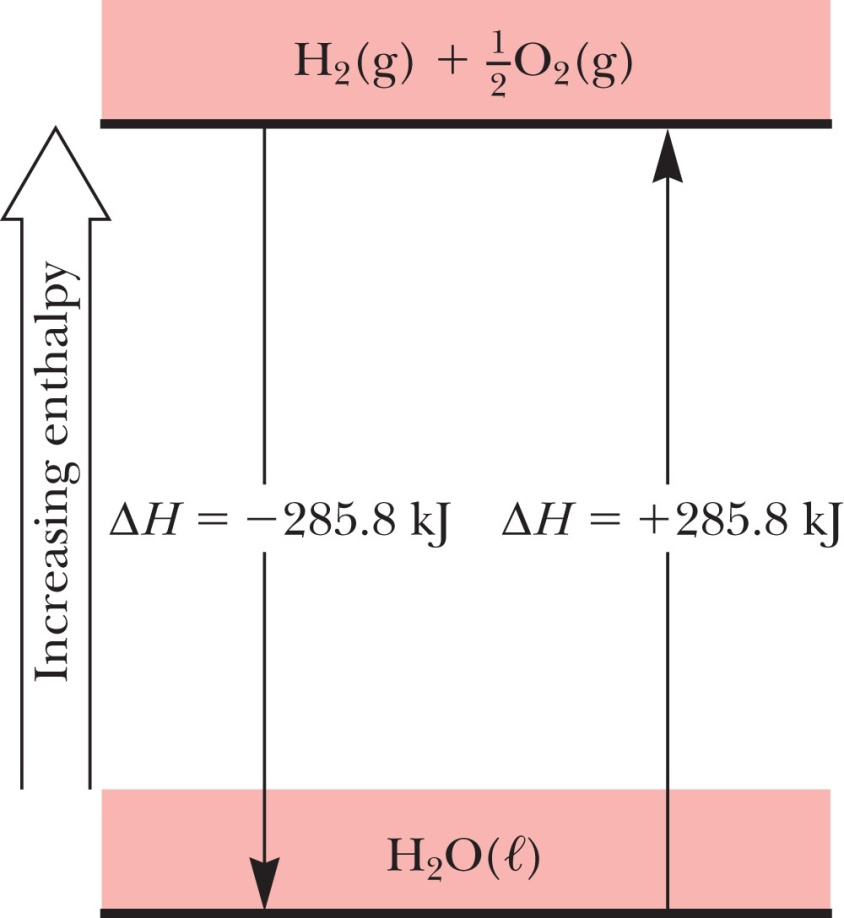 H₂(g) + ½O₂(g)
Increasing enthalpy
ΔH = −285.8 kJ
ΔH = +285.8 kJ
H₂O(ℓ)